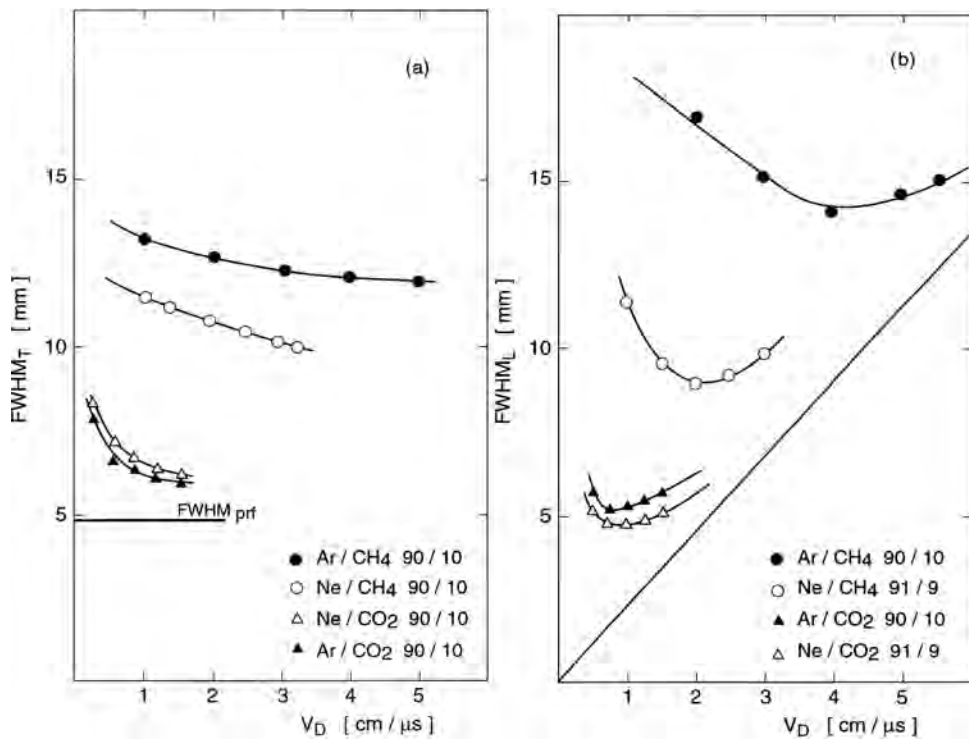 (a)
15
10
5
FWHM_T [ mm ]
FWHM prf
● Ar / CH4 90 / 10
○ Ne / CH4 90 / 10
△ Ne / CO2 90 / 10
▲ Ar / CO2 90 / 10
1 2 3 4 5
V_D [ cm / μs ]
(b)
15
10
5
FWHM_L [ mm ]
● Ar / CH4 90 / 10
○ Ne / CH4 91 / 9
▲ Ar / CO2 90 / 10
△ Ne / CO2 91 / 9
1 2 3 4 5
V_D [ cm / μs ]